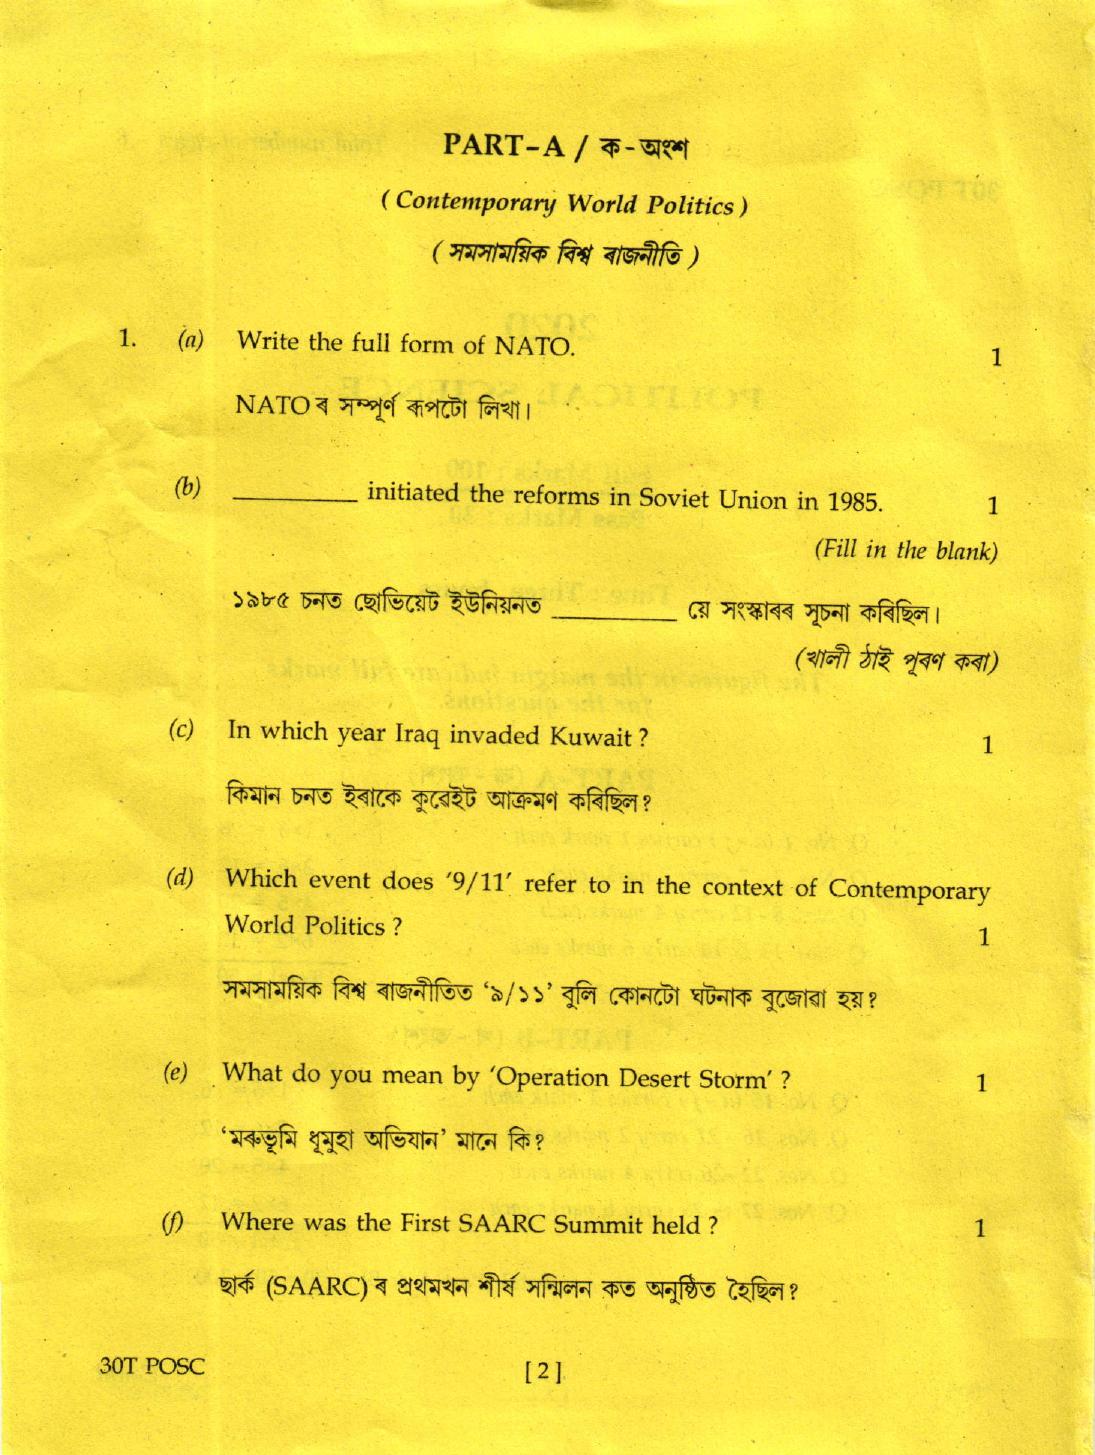 PART-A / ক-অংশ
( Contemporary World Politics )
( সমসাময়িক বিশ্ব ৰাজনীতি )
1. (a) Write the full form of NATO. 1
NATO ৰ সম্পূৰ্ণ ৰূপটো লিখা।
(b) __________ initiated the reforms in Soviet Union in 1985. 1
(Fill in the blank)
১৯৮৫ চনত ছোভিয়েট ইউনিয়নত __________ য়ে সংস্কাৰৰ সূচনা কৰিছিল।
(খালী ঠাই পূৰণ কৰা)
(c) In which year Iraq invaded Kuwait ? 1
কিমান চনত ইৰাকে কুৱেইট আক্ৰমণ কৰিছিল?
(d) Which event does '9/11' refer to in the context of Contemporary
World Politics ? 1
সমসাময়িক বিশ্ব ৰাজনীতিত ‘৯/১১’ বুলি কোনটো ঘটনাক বুজোৱা হয়?
(e) What do you mean by 'Operation Desert Storm' ? 1
‘মৰুভূমি ধূমুহা অভিযান’ মানে কি?
(f) Where was the First SAARC Summit held ? 1
ছাৰ্ক (SAARC) ৰ প্ৰথমখন শীৰ্ষ সন্মিলন কত অনুষ্ঠিত হৈছিল?
30T POSC [ 2 ]